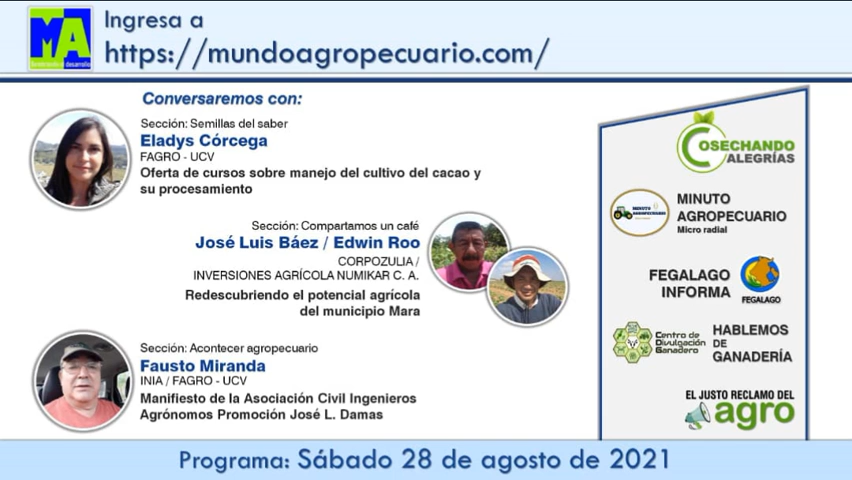 MA
Ingresa a
https://mundoagropecuario.com/
Conversaremos con:
Sección: Semillas del saber
Eladys Córcega
FAGRO - UCV
Oferta de cursos sobre manejo del cultivo del cacao y
su procesamiento
Sección: Compartamos un café
José Luis Báez / Edwin Roo
CORPOZULIA /
INVERSIONES AGRÍCOLA NUMIKAR C. A.
Redescubriendo el potencial agrícola
del municipio Mara
Sección: Acontecer agropecuario
Fausto Miranda
INIA / FAGRO - UCV
Manifiesto de la Asociación Civil Ingenieros
Agrónomos Promoción José L. Damas
COSECHANDO
ALEGRÍAS
MINUTO
AGROPECUARIO
MINUTO
AGROPECUARIO
Micro radial
FEGALAGO
INFORMA
FEGALAGO
Centro de
Divulgación
Ganadero
HABLEMOS
DE
GANADERÍA
EL JUSTO RECLAMO DEL
agro
Programa: Sábado 28 de agosto de 2021